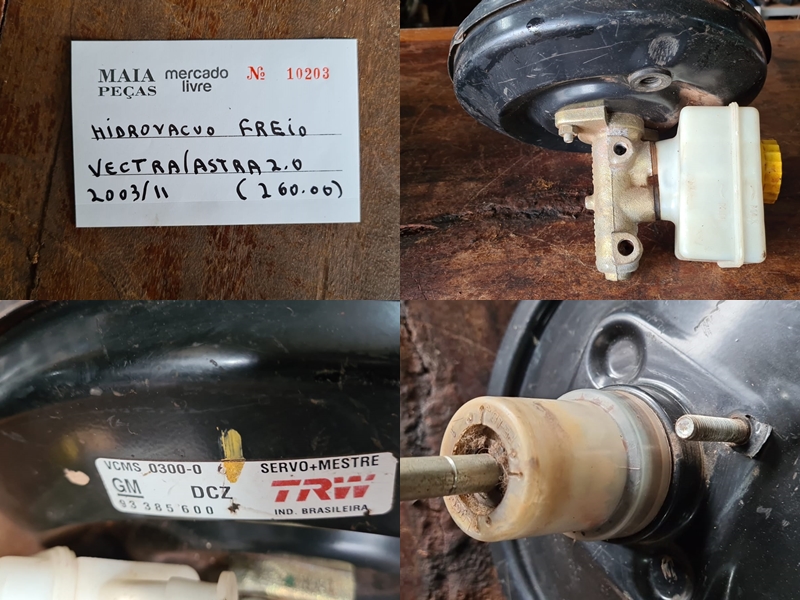 MAIA PEÇAS mercado livre Nº 10203
HIDROVACUO FREIO
VECTRA/ASTRA 2.0
2003/11 (260.00)
VCMS 0300-0 SERVO+MESTRE
GM DCZ TRW
93 385 600 IND. BRASILEIRA